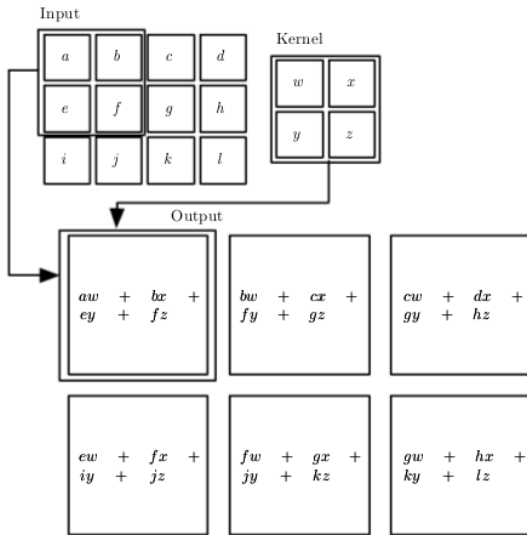 Input
a b c d
Kernel
w x
e f g h
y z
i j k l
Output
aw + bx +
ey + fz
bw + cx +
fy + gz
cw + dx +
gy + hz
ew + fx +
iy + jz
fw + gx +
jy + kz
gw + hx +
ky + lz